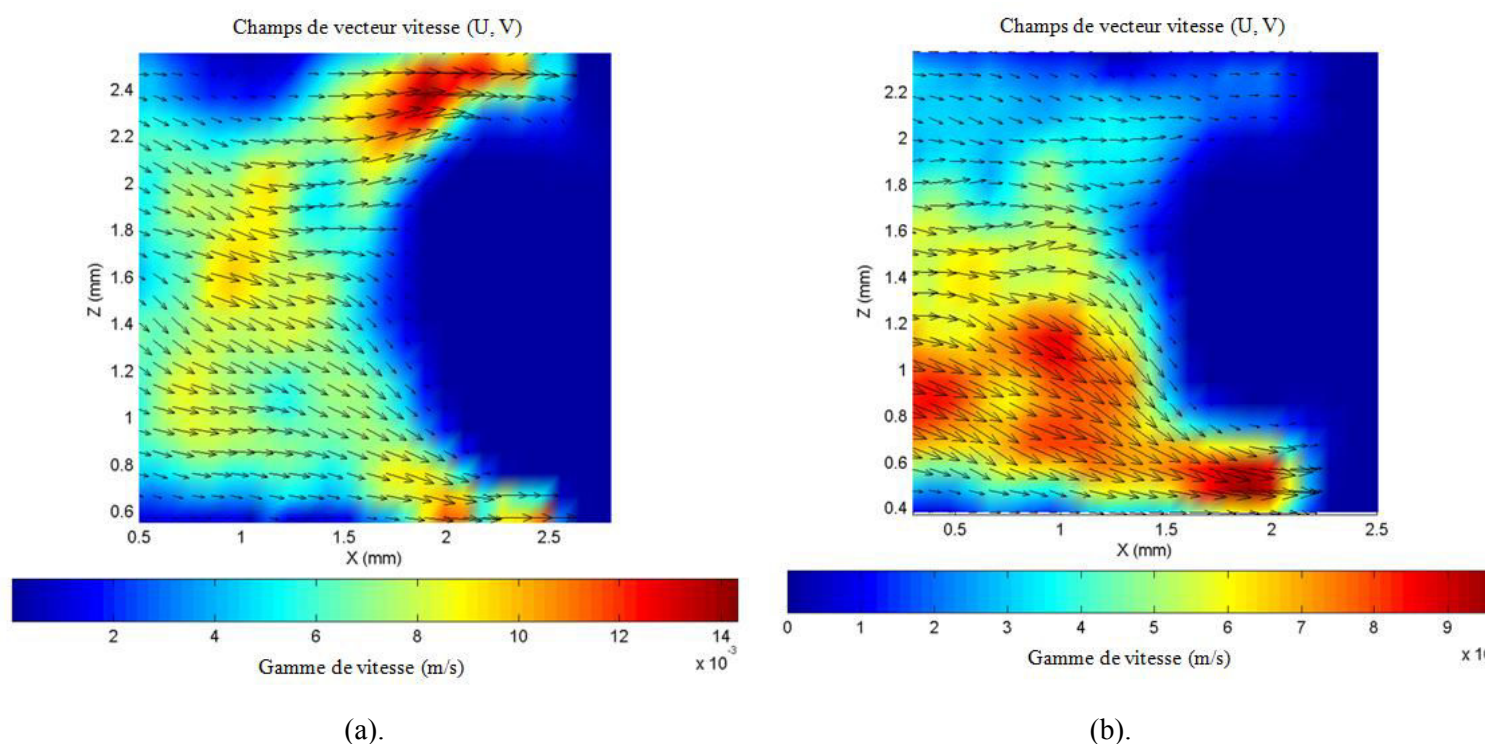 Champs de vecteur vitesse (U, V)
2.4
2.2
2
1.8
1.6
1.4
1.2
1
0.8
0.6
Z (mm)
0.5 1 1.5 2 2.5
X (mm)
2 4 6 8 10 12 14
x 10⁻³
Gamme de vitesse (m/s)
(a).
Champs de vecteur vitesse (U, V)
2.2
2
1.8
1.6
1.4
1.2
1
0.8
0.6
0.4
Z (mm)
0.5 1 1.5 2 2.5
X (mm)
0 1 2 3 4 5 6 7 8 9
x 10
Gamme de vitesse (m/s)
(b).